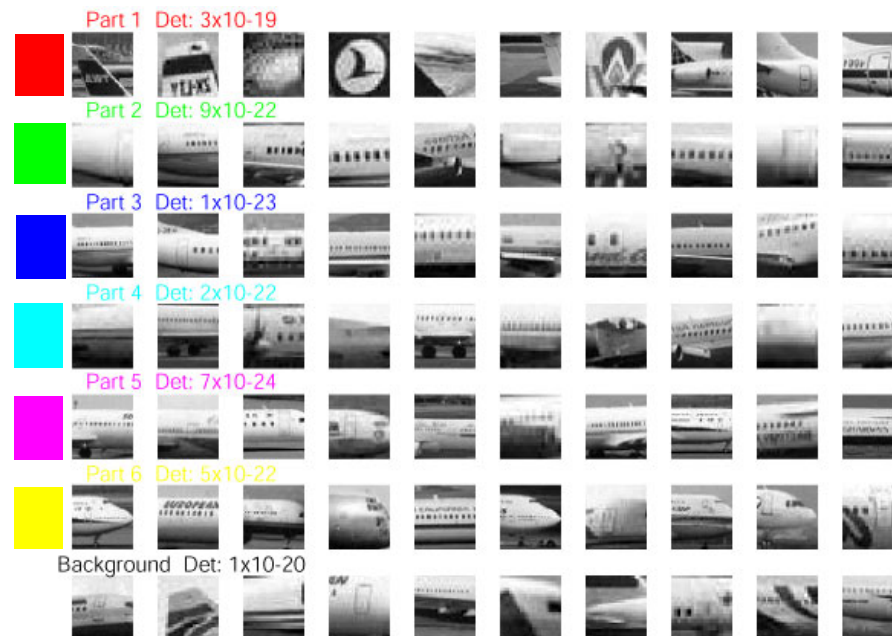 Part 1 Det: 3x10-19
Part 2 Det: 9x10-22
Part 3 Det: 1x10-23
Part 4 Det: 2x10-22
Part 5 Det: 7x10-24
Part 6 Det: 5x10-22
EUROPEAN
Background Det: 1x10-20